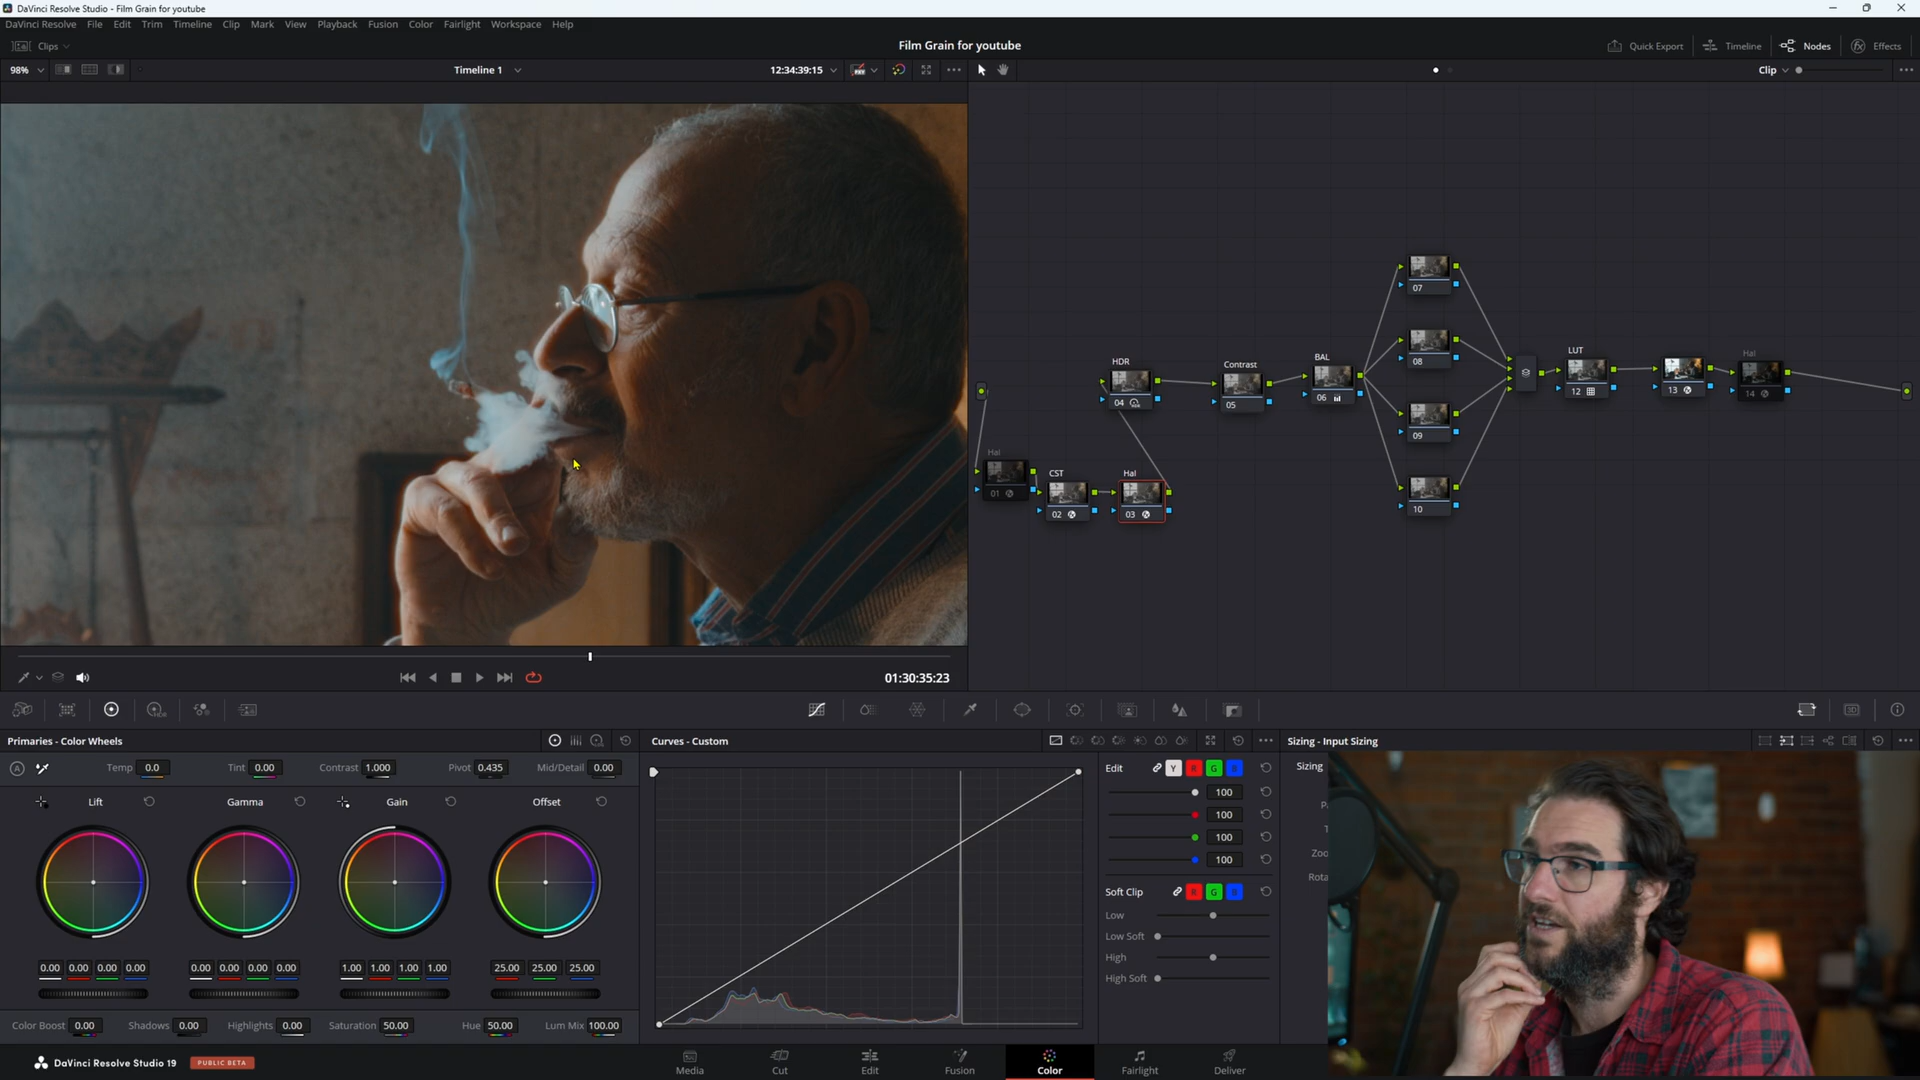 DaVinci Resolve Studio - Film Grain for youtube
DaVinci Resolve File Edit Trim Timeline Clip Mark View Playback Fusion Color Fairlight Workspace Help
Clips Film Grain for youtube Quick Export Timeline Nodes Effects
98% Timeline 1 12:34:39:15 Clip
07
08
HDR
04
Contrast
05
BAL
06
09
10
LUT
12
13
Hal
14
Hal
01
CST
02
Hal
03
01:30:35:23
Primaries - Color Wheels
Temp 0.0 Tint 0.00 Contrast 1.000 Pivot 0.435 Mid/Detail 0.00
Lift Gamma Gain Offset
0.00 0.00 0.00 0.00 0.00 0.00 0.00 0.00 1.00 1.00 1.00 1.00 25.00 25.00 25.00
Color Boost 0.00 Shadows 0.00 Highlights 0.00 Saturation 50.00 Hue 50.00 Lum Mix 100.00
Curves - Custom
Edit Y R G B
100
100
100
100
Soft Clip R G B
Low
Low Soft
High
High Soft
Sizing - Input Sizing
Sizing
P
T
Zoo
Rota
DaVinci Resolve Studio 19 PUBLIC BETA
Media Cut Edit Fusion Color Fairlight Deliver